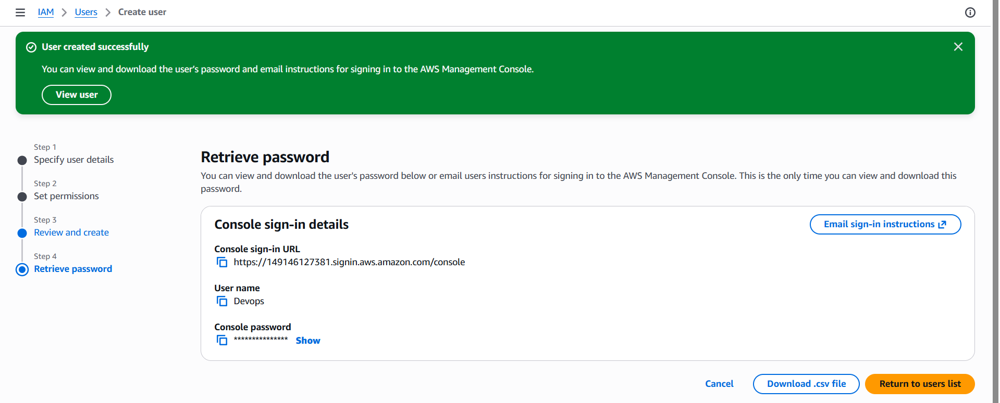 IAM > Users > Create user
User created successfully
You can view and download the user's password and email instructions for signing in to the AWS Management Console.
View user
Step 1
Specify user details
Step 2
Set permissions
Step 3
Review and create
Step 4
Retrieve password
Retrieve password
You can view and download the user's password below or email users instructions for signing in to the AWS Management Console. This is the only time you can view and download this
password.
Console sign-in details
Email sign-in instructions
Console sign-in URL
https://149146127381.signin.aws.amazon.com/console
User name
Devops
Console password
*************** Show
Cancel
Download .csv file
Return to users list